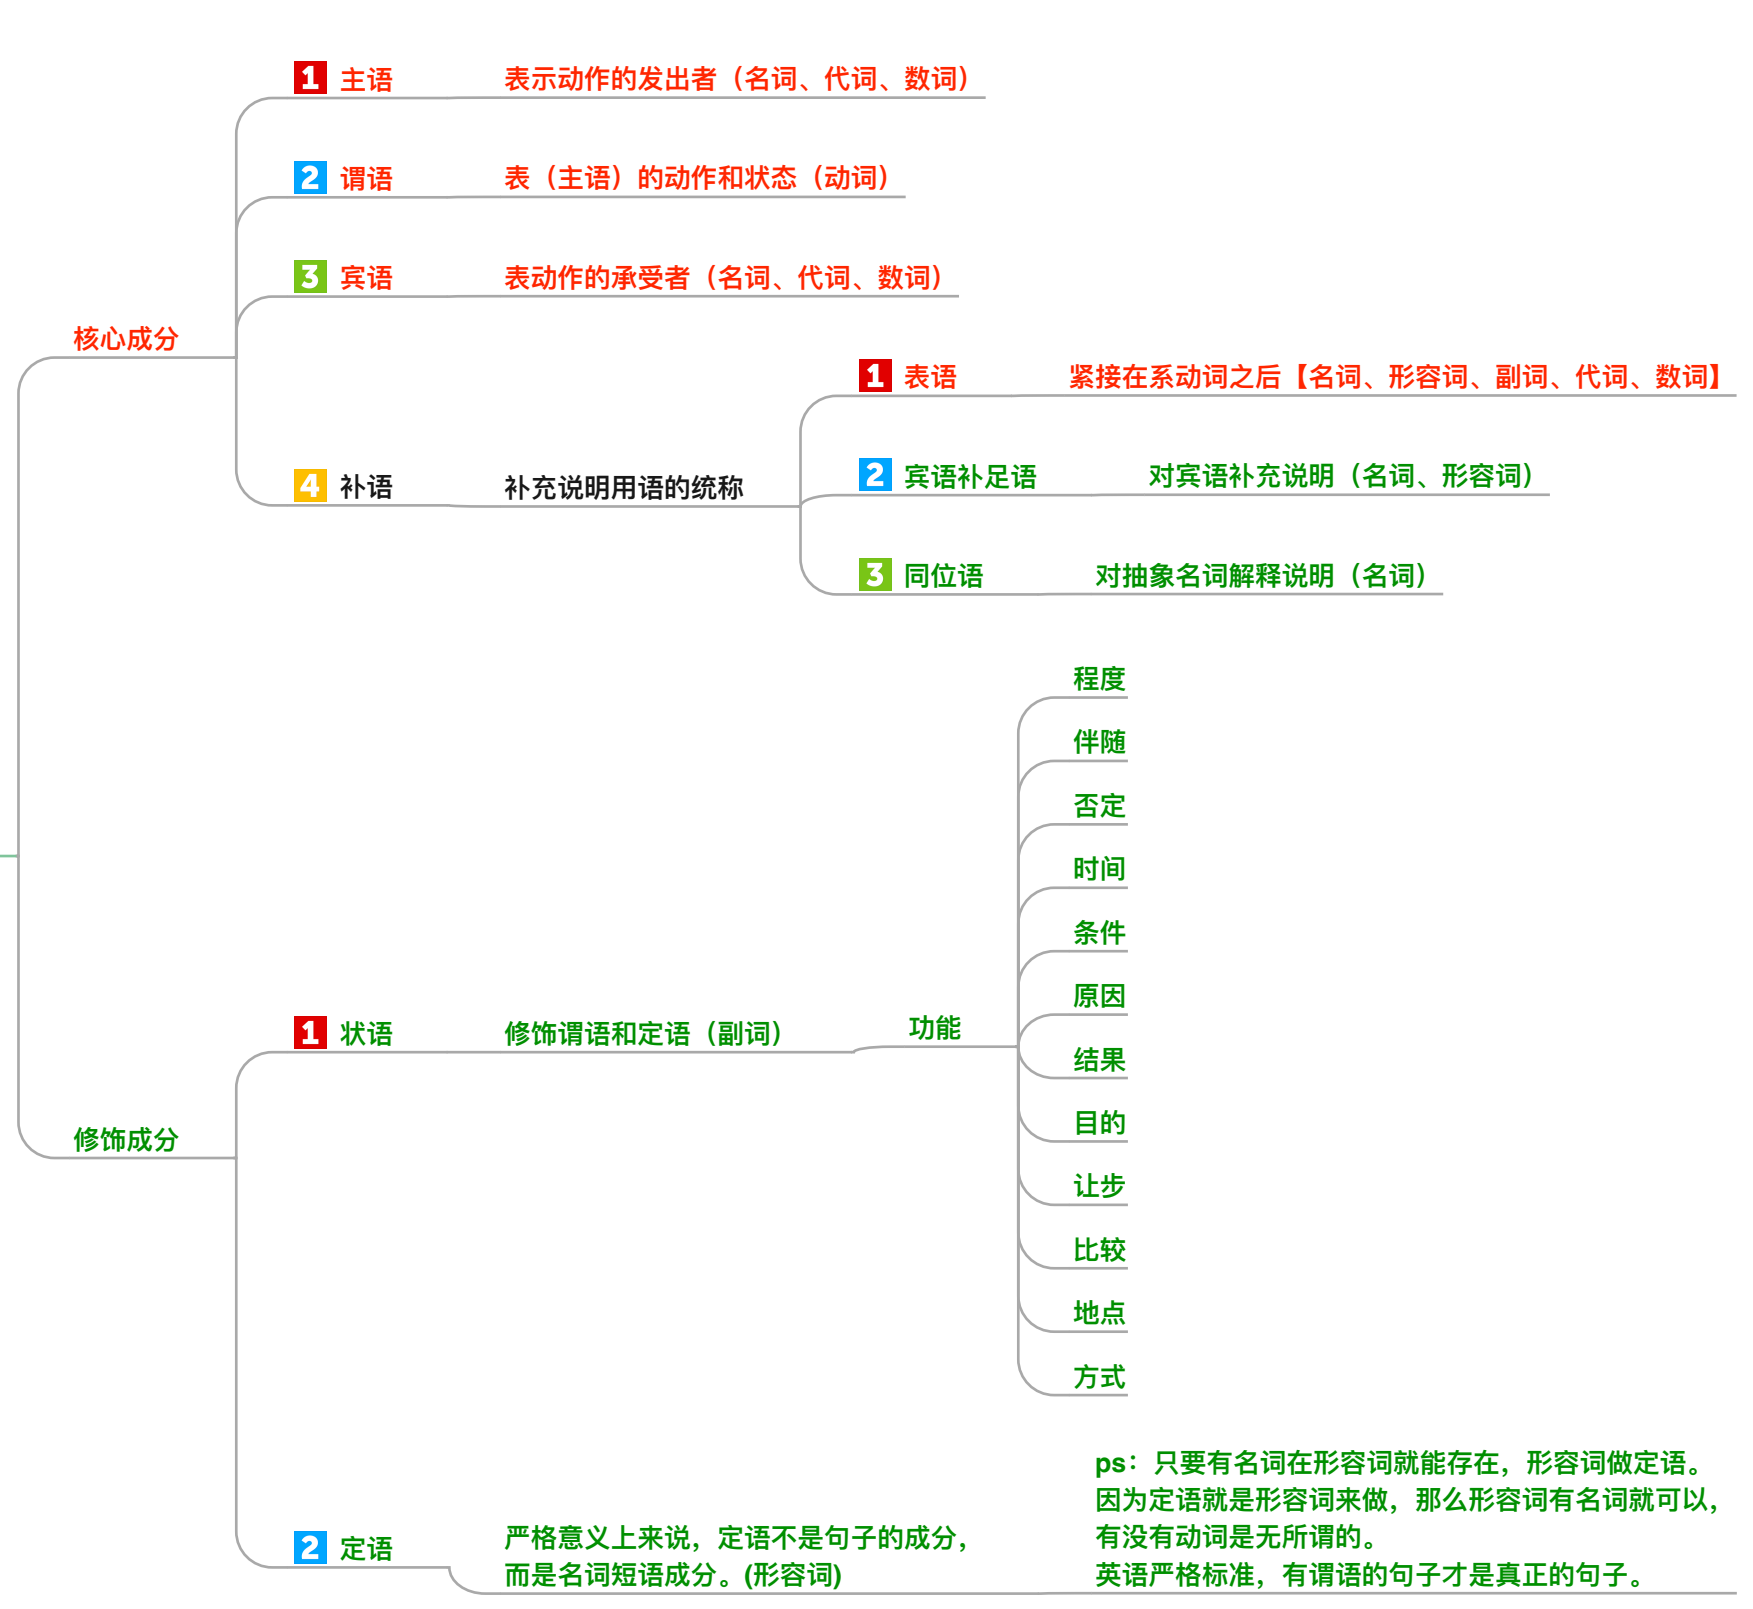 1 主语 表示动作的发出者（名词、代词、数词）
2 谓语 表（主语）的动作和状态（动词）
3 宾语 表动作的承受者（名词、代词、数词）
核心成分
1 表语 紧接在系动词之后【名词、形容词、副词、代词、数词】
2 宾语补足语 对宾语补充说明（名词、形容词）
4 补语 补充说明用语的统称
3 同位语 对抽象名词解释说明（名词）
程度
伴随
否定
时间
条件
原因
1 状语 修饰谓语和定语（副词） 功能
结果
目的
修饰成分
让步
比较
地点
方式
2 定语
严格意义上来说，定语不是句子的成分，
而是名词短语成分。(形容词)
ps：只要有名词在形容词就能存在，形容词做定语。
因为定语就是形容词来做，那么形容词有名词就可以，
有没有动词是无所谓的。
英语严格标准，有谓语的句子才是真正的句子。